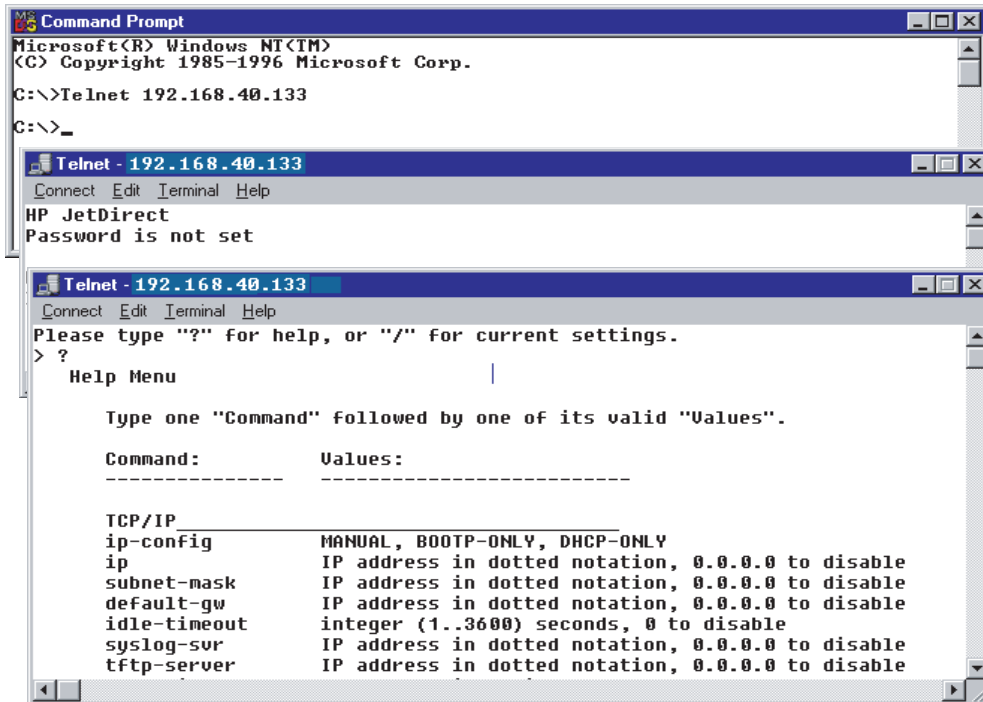 Command Prompt
Microsoft(R) Windows NT(TM)
(C) Copyright 1985-1996 Microsoft Corp.
C:\>Telnet 192.168.40.133
C:\>_
Telnet - 192.168.40.133
Connect Edit Terminal Help
HP JetDirect
Password is not set
Telnet - 192.168.40.133
Connect Edit Terminal Help
Please type "?" for help, or "/" for current settings.
> ?
Help Menu
Type one "Command" followed by one of its valid "Values".
Command: Values:
--------------- --------------------------
TCP/IP_____________________________________
ip-config MANUAL, BOOTP-ONLY, DHCP-ONLY
ip IP address in dotted notation, 0.0.0.0 to disable
subnet-mask IP address in dotted notation, 0.0.0.0 to disable
default-gw IP address in dotted notation, 0.0.0.0 to disable
idle-timeout integer (1..3600) seconds, 0 to disable
syslog-svr IP address in dotted notation, 0.0.0.0 to disable
tftp-server IP address in dotted notation, 0.0.0.0 to disable